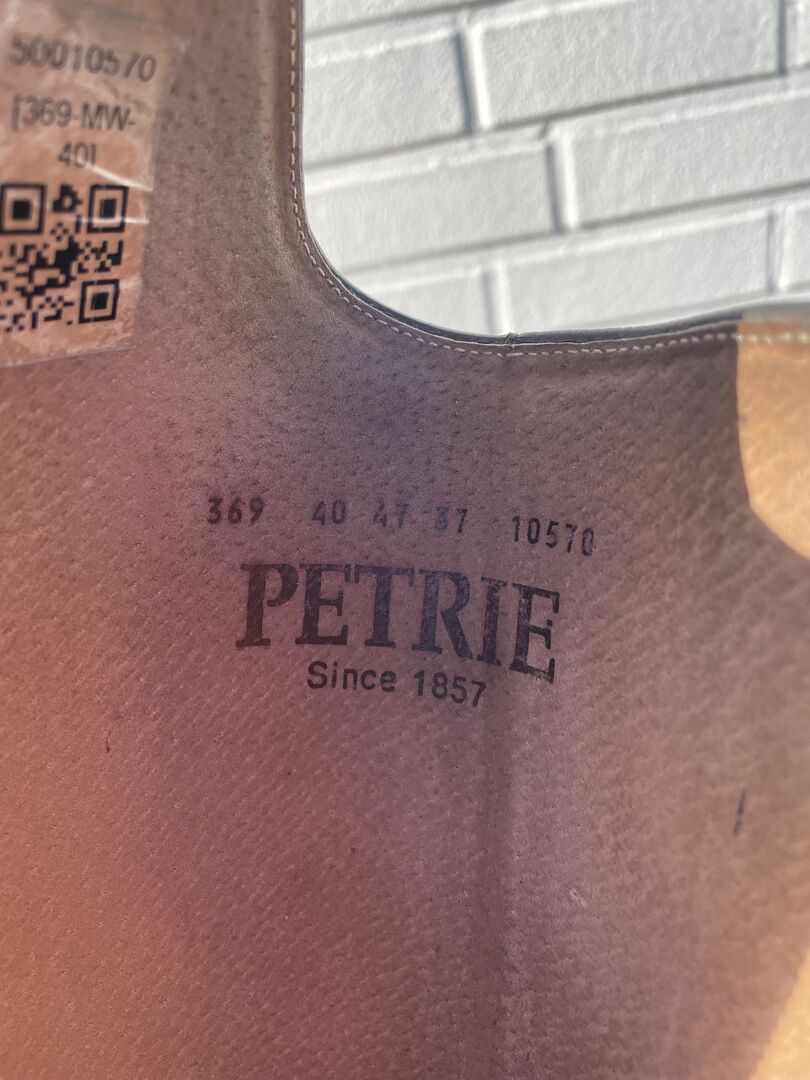 50010570
[369-MW-
40]
369 40 47 37 10570
PETRIE
Since 1857